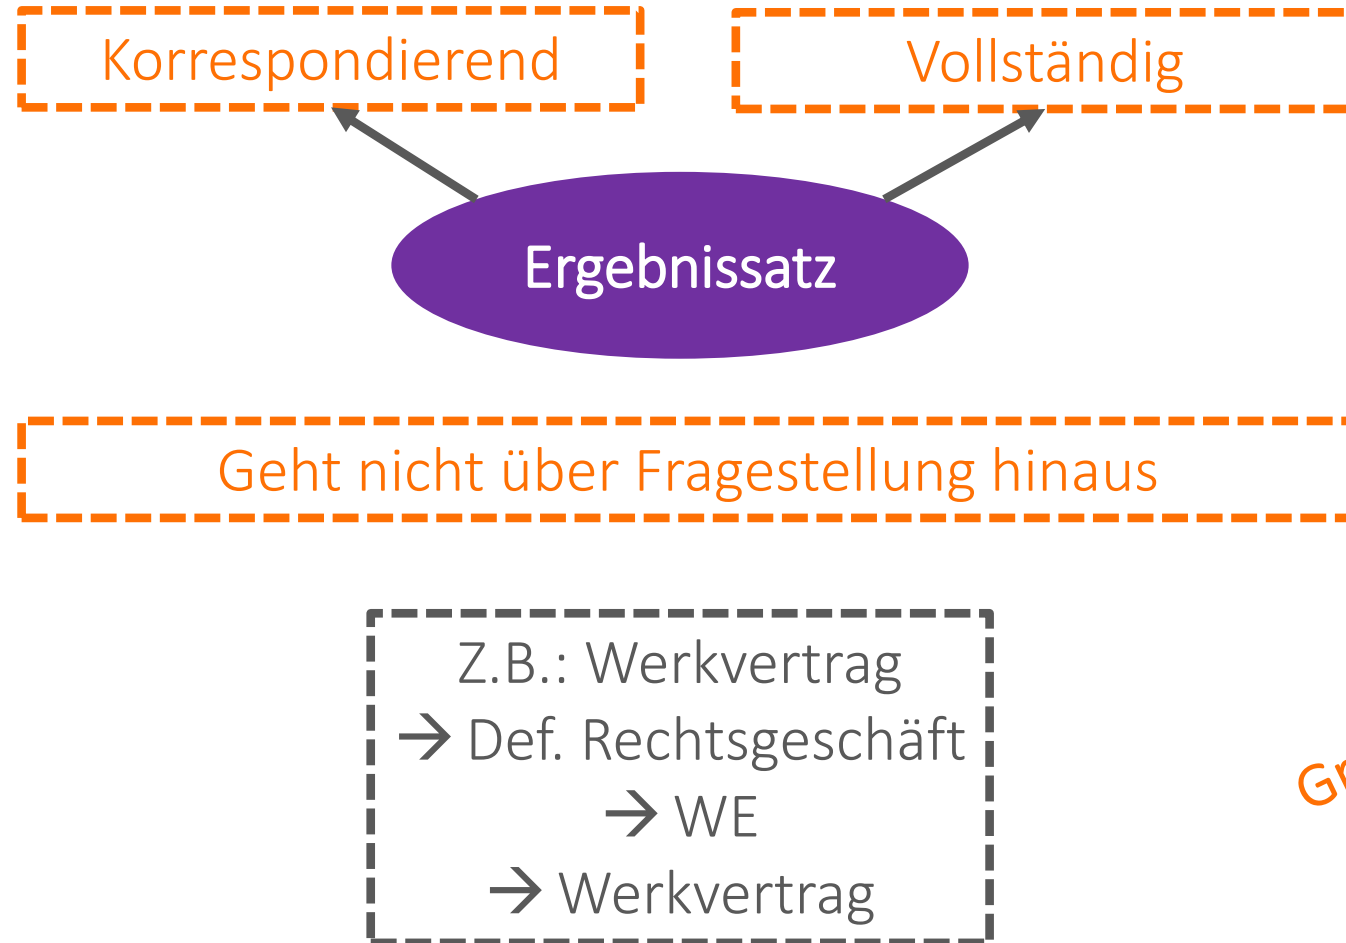 Korrespondierend
Vollständig
Ergebnissatz
Geht nicht über Fragestellung hinaus
Z.B.: Werkvertrag
→ Def. Rechtsgeschäft
→ WE
→ Werkvertrag